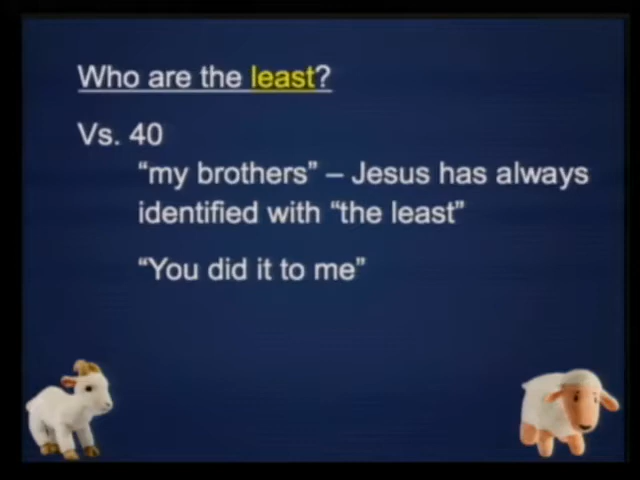 Who are the least?
Vs. 40
“my brothers” – Jesus has always
identified with “the least”
“You did it to me”